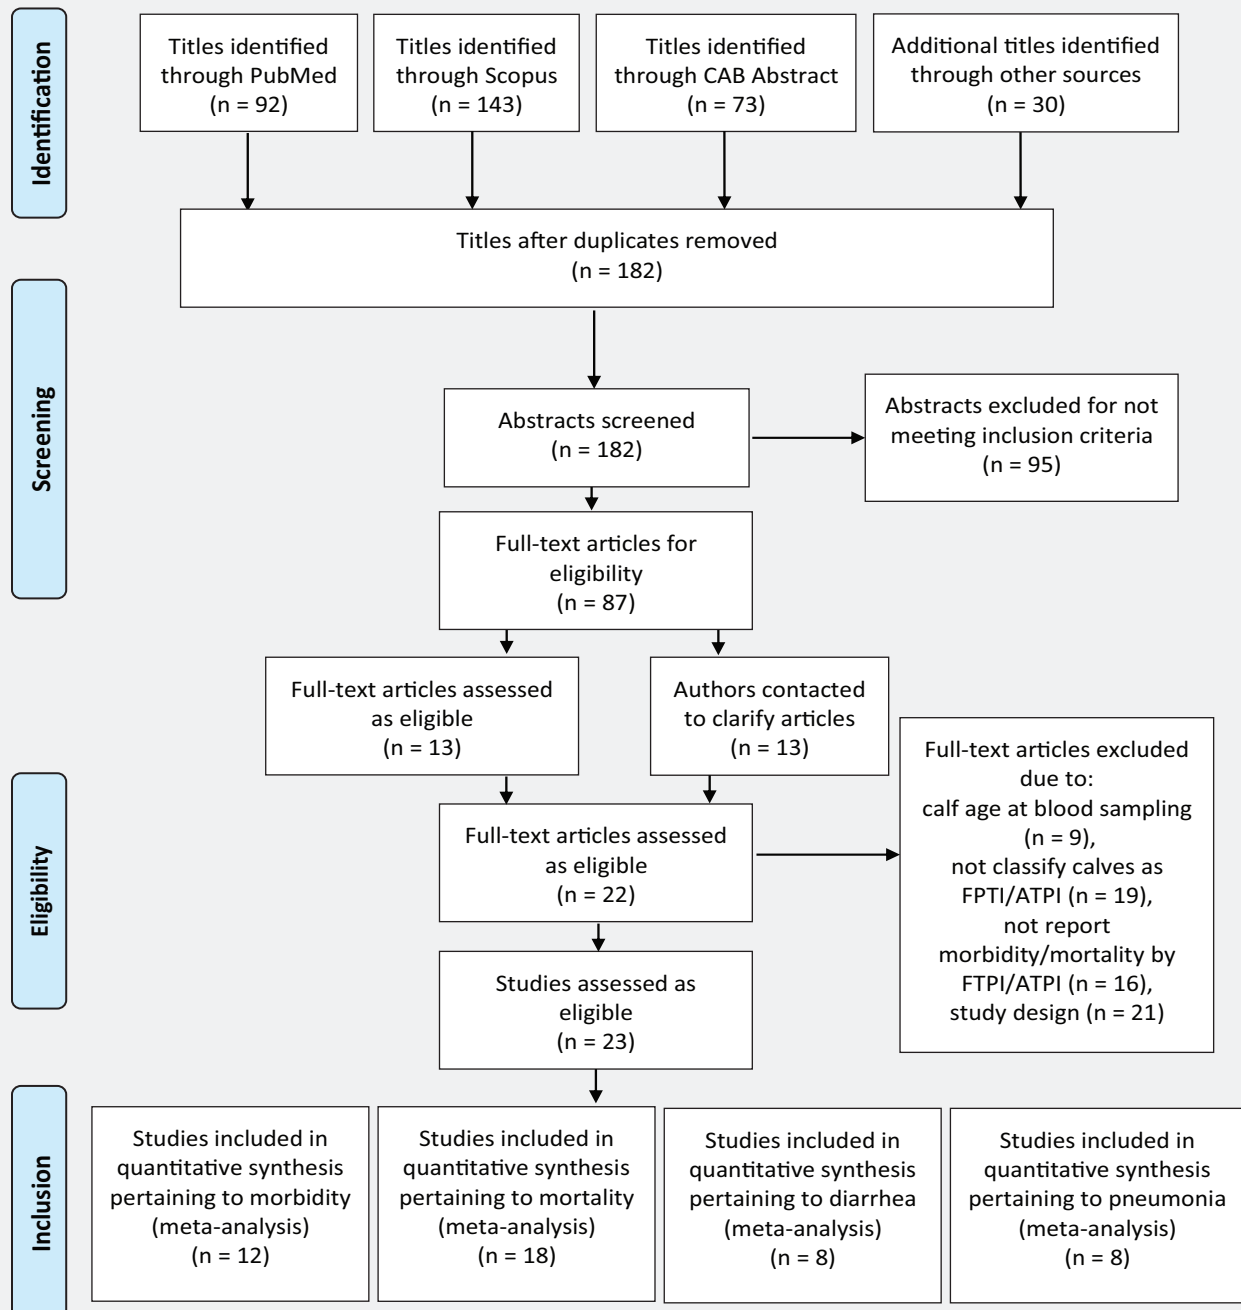 Identification
Titles identified
through PubMed
(n = 92)
Titles identified
through Scopus
(n = 143)
Titles identified
through CAB Abstract
(n = 73)
Additional titles identified
through other sources
(n = 30)
Titles after duplicates removed
(n = 182)
Screening
Abstracts screened
(n = 182)
Abstracts excluded for not
meeting inclusion criteria
(n = 95)
Full-text articles for
eligibility
(n = 87)
Full-text articles assessed
as eligible
(n = 13)
Authors contacted
to clarify articles
(n = 13)
Eligibility
Full-text articles assessed
as eligible
(n = 22)
Full-text articles excluded
due to:
calf age at blood sampling
(n = 9),
not classify calves as
FPTI/ATPI (n = 19),
not report
morbidity/mortality by
FTPI/ATPI (n = 16),
study design (n = 21)
Studies assessed as
eligible
(n = 23)
Inclusion
Studies included in
quantitative synthesis
pertaining to morbidity
(meta-analysis)
(n = 12)
Studies included in
quantitative synthesis
pertaining to mortality
(meta-analysis)
(n = 18)
Studies included in
quantitative synthesis
pertaining to diarrhea
(meta-analysis)
(n = 8)
Studies included in
quantitative synthesis
pertaining to pneumonia
(meta-analysis)
(n = 8)